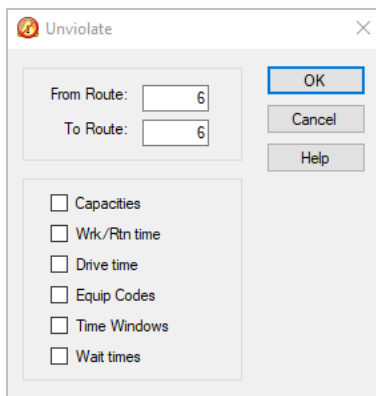 Unviolate
From Route: 6
To Route: 6
OK
Cancel
Help
Capacities
Wrk/Rtn time
Drive time
Equip Codes
Time Windows
Wait times